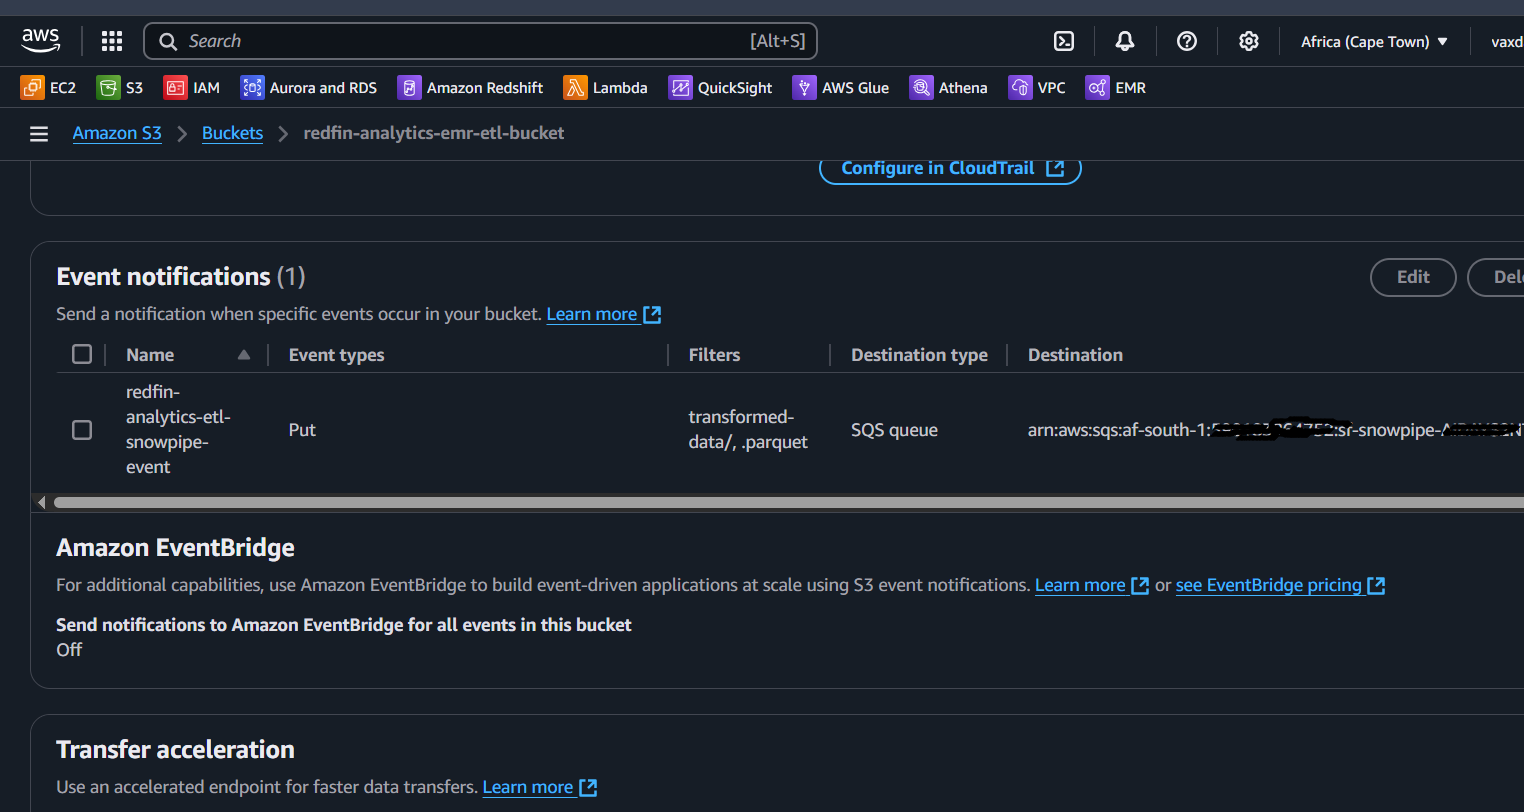 aws Search [Alt+S] Africa (Cape Town) vaxd
EC2 S3 IAM Aurora and RDS Amazon Redshift Lambda QuickSight AWS Glue Athena VPC EMR
Amazon S3 Buckets redfin-analytics-emr-etl-bucket
Configure in CloudTrail
Event notifications (1) Edit Del
Send a notification when specific events occur in your bucket. Learn more
Name Event types Filters Destination type Destination
redfin-
analytics-etl-
snowpipe-
event
Put
transformed-
data/, .parquet
SQS queue
arn:aws:sqs:af-south-1: :sf-snowpipe-
Amazon EventBridge
For additional capabilities, use Amazon EventBridge to build event-driven applications at scale using S3 event notifications. Learn more or see EventBridge pricing
Send notifications to Amazon EventBridge for all events in this bucket
Off
Transfer acceleration
Use an accelerated endpoint for faster data transfers. Learn more